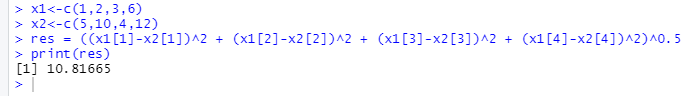 > x1<-c(1,2,3,6)
> x2<-c(5,10,4,12)
> res = ((x1[1]-x2[1])^2 + (x1[2]-x2[2])^2 + (x1[3]-x2[3])^2 + (x1[4]-x2[4])^2)^0.5
> print(res)
[1] 10.81665
>